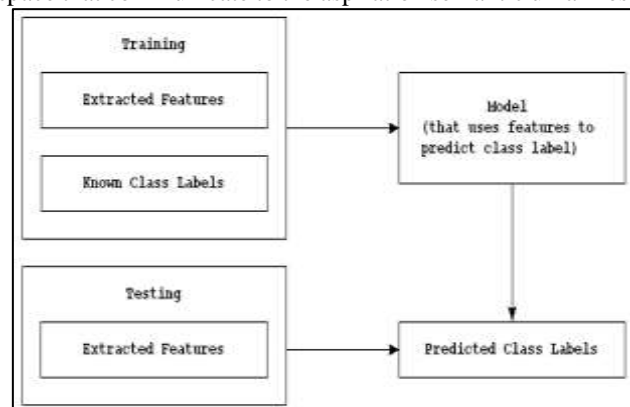 Training
Extracted Features
Known Class Labels
Model
(that uses features to
predict class label)
Testing
Extracted Features
Predicted Class Labels